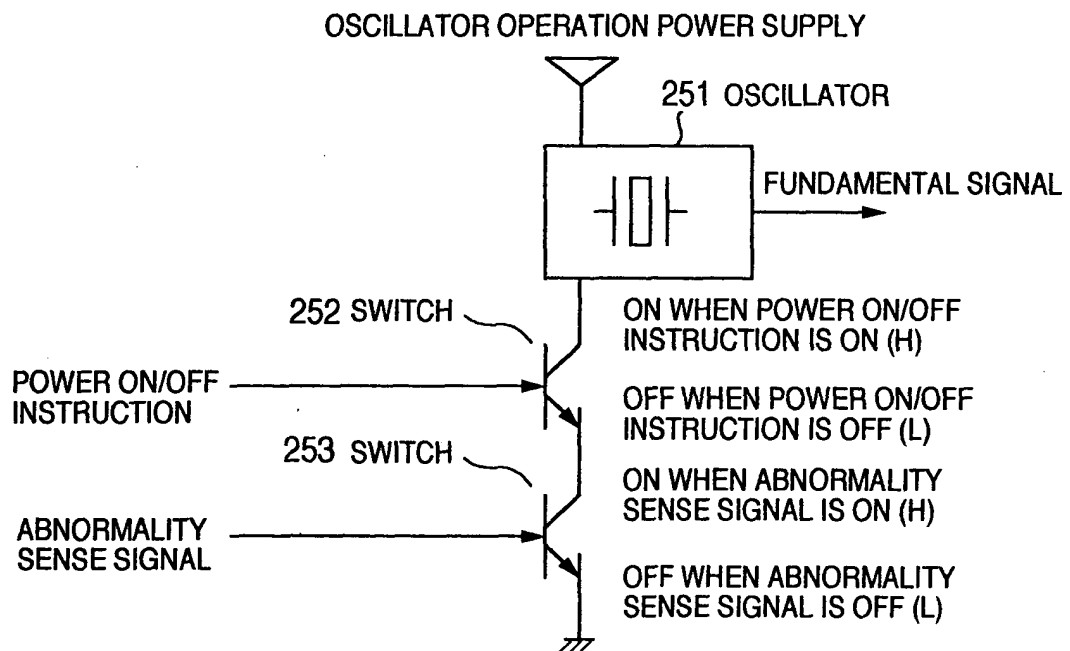 OSCILLATOR OPERATION POWER SUPPLY
251 OSCILLATOR
FUNDAMENTAL SIGNAL
252 SWITCH
ON WHEN POWER ON/OFF
INSTRUCTION IS ON (H)
POWER ON/OFF
INSTRUCTION
OFF WHEN POWER ON/OFF
INSTRUCTION IS OFF (L)
253 SWITCH
ON WHEN ABNORMALITY
SENSE SIGNAL IS ON (H)
ABNORMALITY
SENSE SIGNAL
OFF WHEN ABNORMALITY
SENSE SIGNAL IS OFF (L)